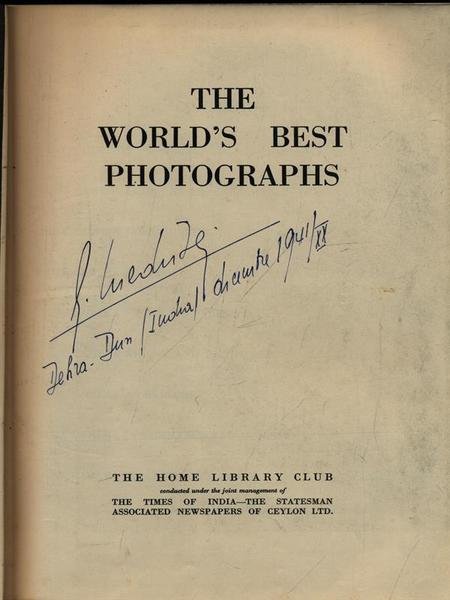 THE
WORLD'S BEST
PHOTOGRAPHS
Dehra-Dun (India) dicembre 1941/XX
THE HOME LIBRARY CLUB
conducted under the joint management of
THE TIMES OF INDIA—THE STATESMAN
ASSOCIATED NEWSPAPERS OF CEYLON LTD.